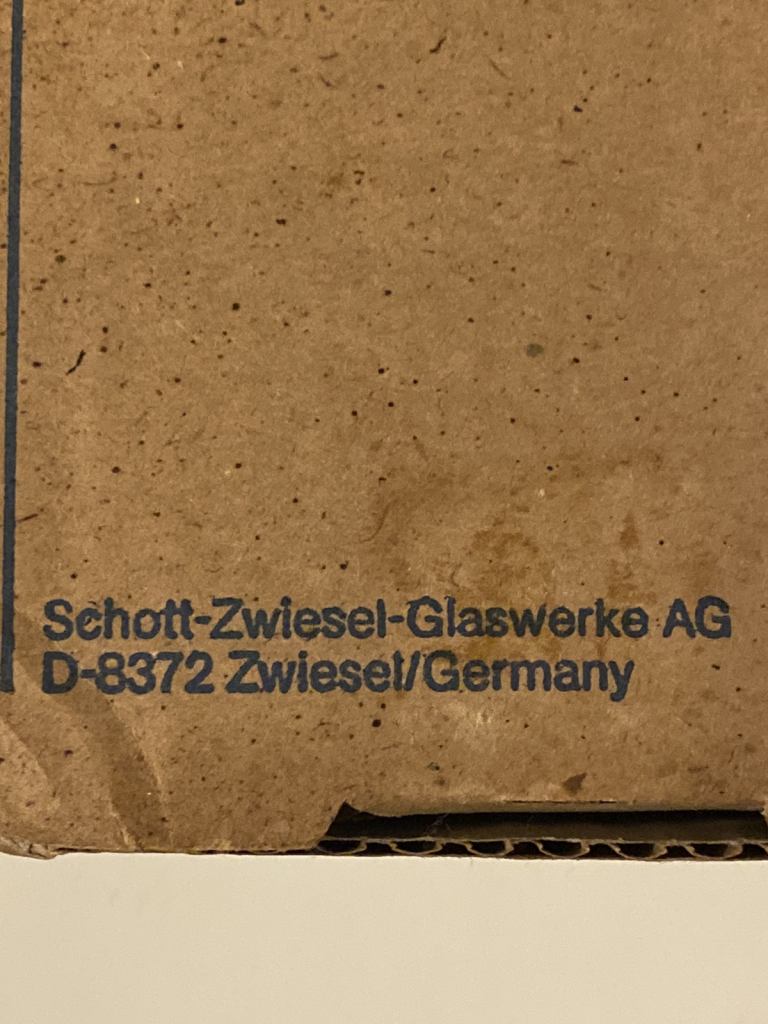 Schott-Zwiesel-Glaswerke AG
D-8372 Zwiesel/Germany